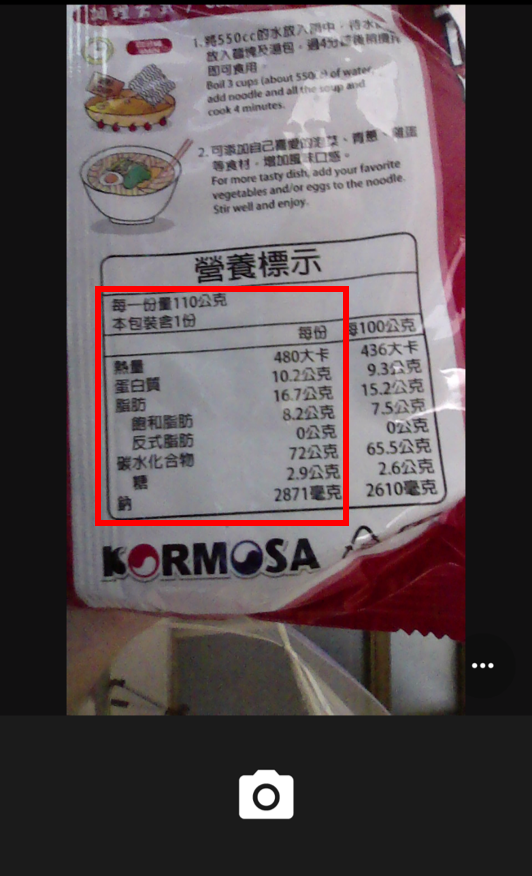 調理方式
1. 將550cc的水放入鍋中，待水
放入麵塊及湯包，過4分鐘後稍攪拌
即可食用。
Boil 3 cups (about 550cc) of water,
add noodle and all the soup and
cook 4 minutes.
2. 可添加自己喜愛的泡菜、青蔥、雞蛋
等食材，增加風味口感。
For more tasty dish, add your favorite
vegetables and/or eggs to the noodle.
Stir well and enjoy.
營養標示
每一份量110公克
本包裝含1份
每份 每100公克
熱量 480大卡 436大卡
蛋白質 10.2公克 9.3公克
脂肪 16.7公克 15.2公克
飽和脂肪 8.2公克 7.5公克
反式脂肪 0公克 0公克
碳水化合物 72公克 65.5公克
糖 2.9公克 2.6公克
鈉 2871毫克 2610毫克
KORMOSA